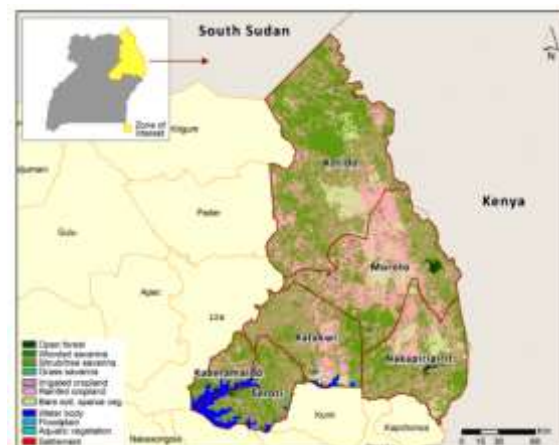 South Sudan
N
Zone of
Interest
Kitgum
Kotido
Pader
Kenya
Gulu
Moroto
Apac
Lira
Katakwi
Open forest
Wooded savanna
Shrub/tree savanna
Grass savanna
Irrigated cropland
Rainfed cropland
Bare soil, sparse veg.
Water body
Floodplain
Aquatic vegetation
Settlement
Nakapiripirit
Kaberamaido
Soroti
Kumi
Kapchorwa
Nakasongola